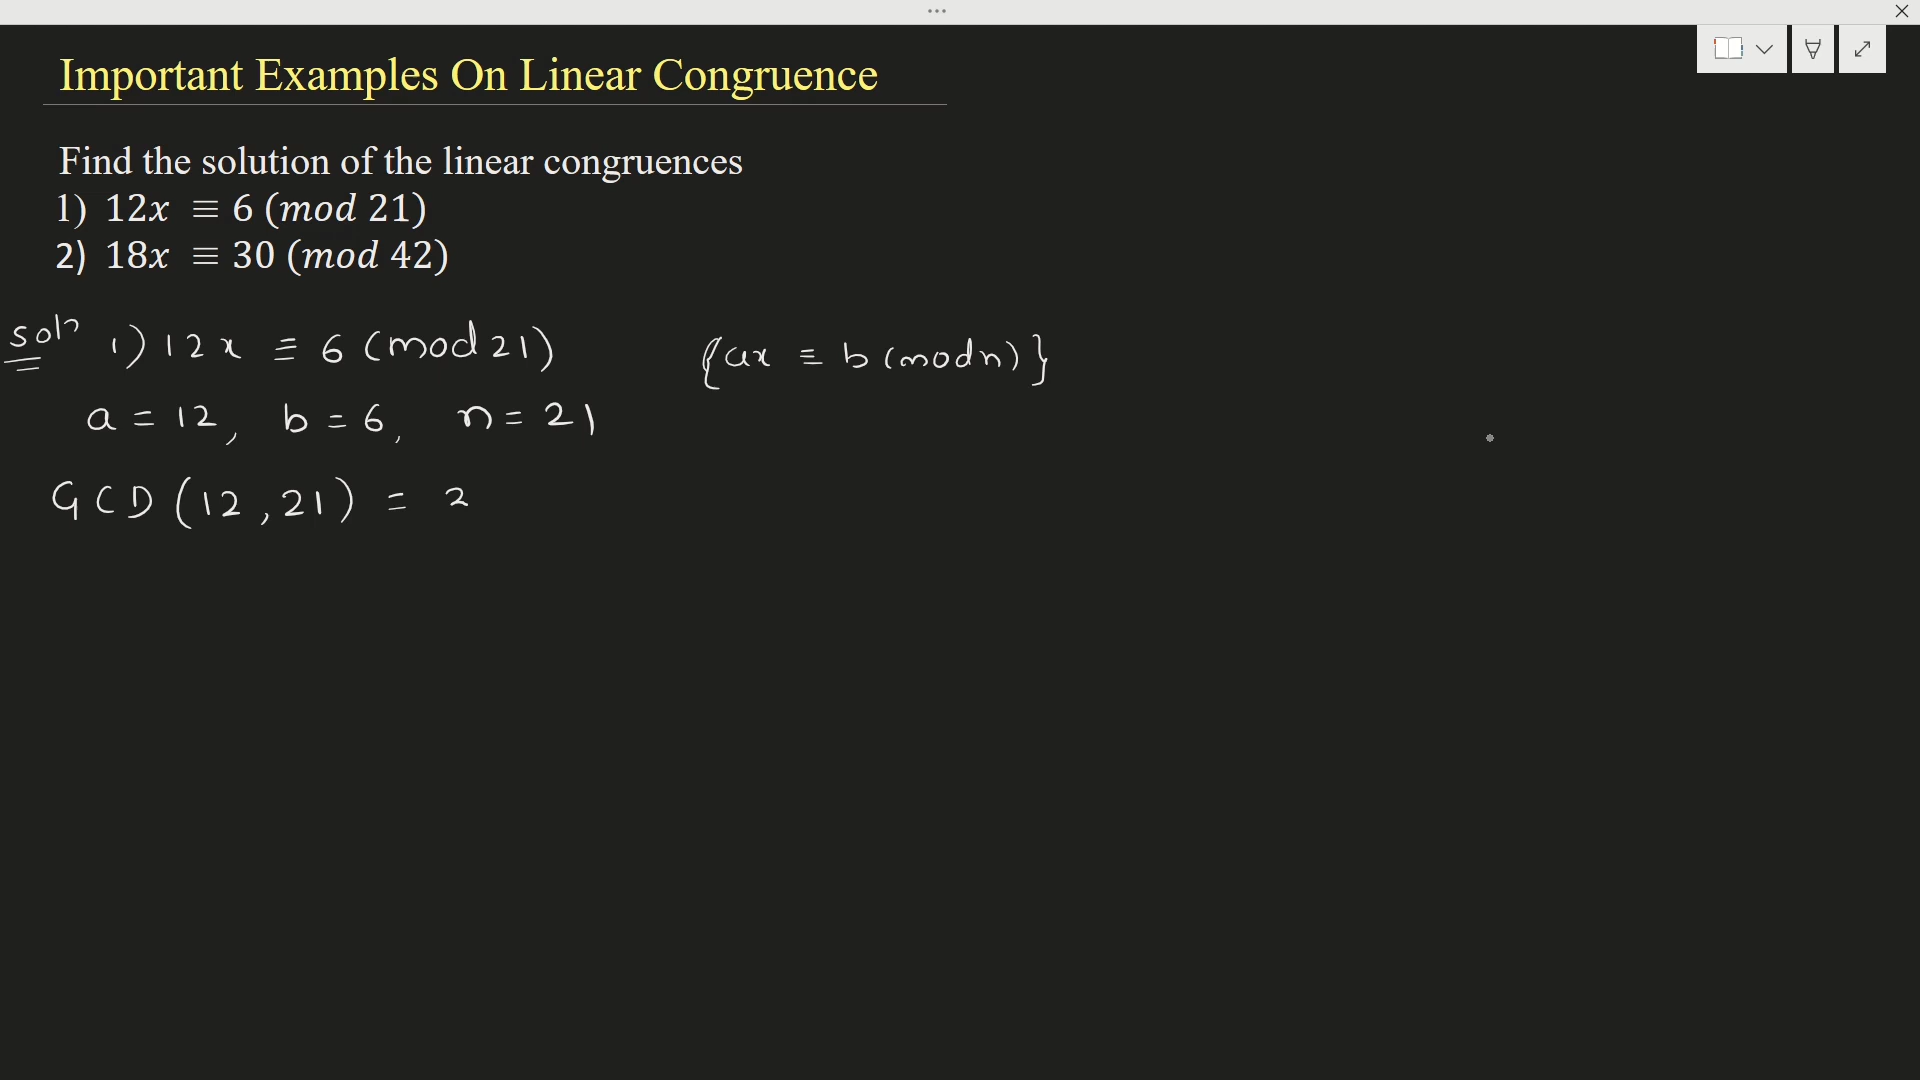 Important Examples On Linear Congruence
Find the solution of the linear congruences
1) 12x ≡ 6 (mod 21)
2) 18x ≡ 30 (mod 42)
soln 1) 12x ≡ 6 (mod 21) {ax ≡ b (mod n)}
a = 12, b = 6, n = 21
GCD (12, 21) = 2